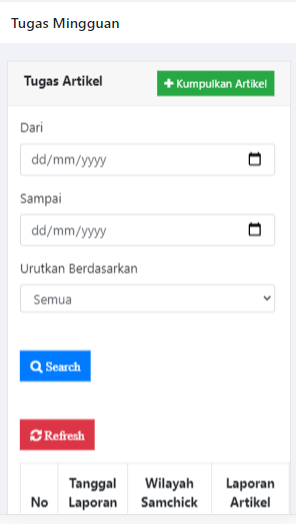 Tugas Mingguan
Tugas Artikel
Kumpulkan Artikel
Dari
dd/mm/yyyy
Sampai
dd/mm/yyyy
Urutkan Berdasarkan
Semua
Search
Refresh
No Tanggal Laporan Wilayah Samchick Laporan Artikel